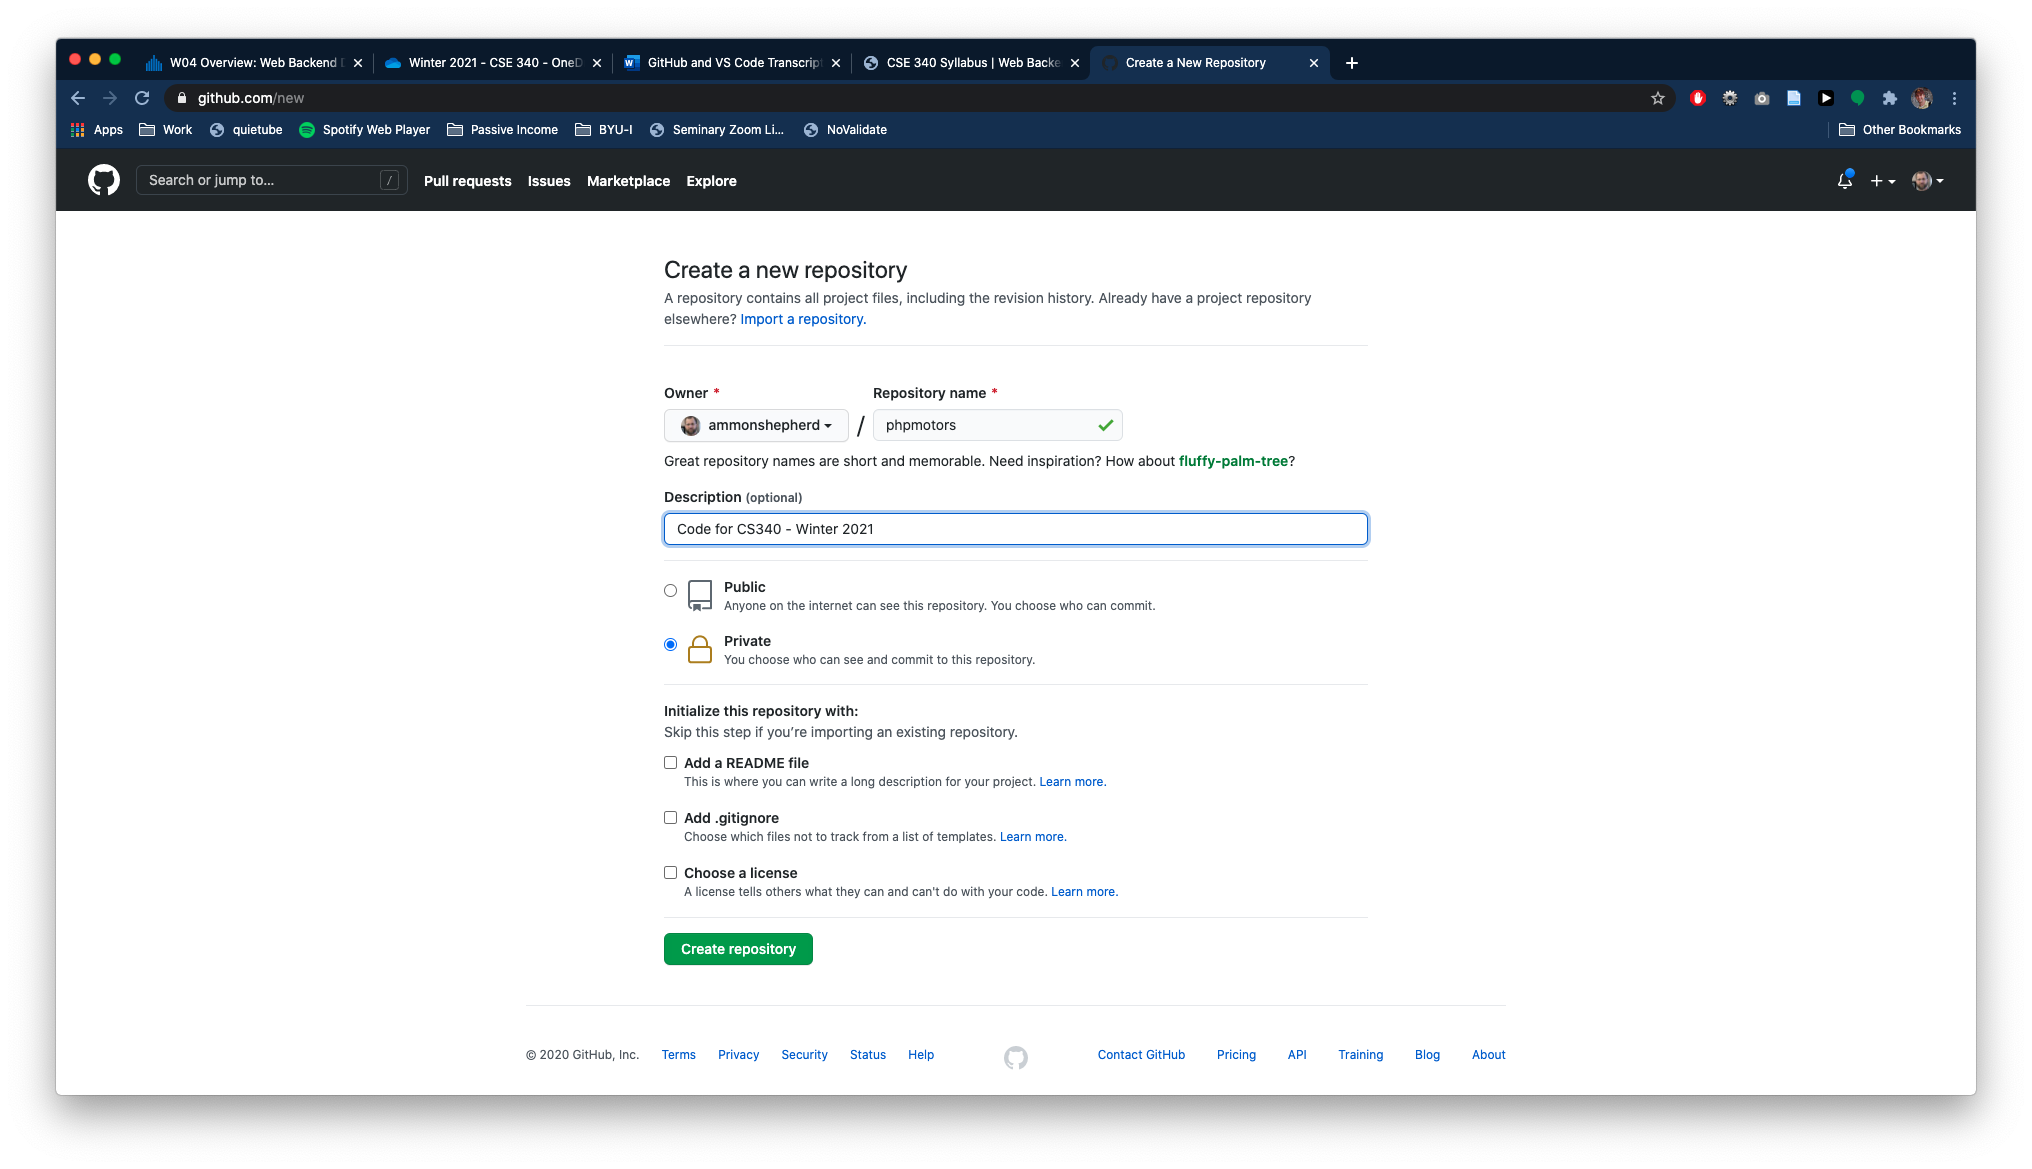 W04 Overview: Web Backend D
Winter 2021 - CSE 340 - OneD
GitHub and VS Code Transcript
CSE 340 Syllabus | Web Backe
Create a New Repository
github.com/new
Apps Work quietube Spotify Web Player Passive Income BYU-I Seminary Zoom Li... NoValidate Other Bookmarks
Search or jump to... / Pull requests Issues Marketplace Explore
Create a new repository
A repository contains all project files, including the revision history. Already have a project repository
elsewhere? Import a repository.
Owner * Repository name *
ammonshepherd / phpmotors
Great repository names are short and memorable. Need inspiration? How about fluffy-palm-tree?
Description (optional)
Code for CS340 - Winter 2021
Public
Anyone on the internet can see this repository. You choose who can commit.
Private
You choose who can see and commit to this repository.
Initialize this repository with:
Skip this step if you’re importing an existing repository.
Add a README file
This is where you can write a long description for your project. Learn more.
Add .gitignore
Choose which files not to track from a list of templates. Learn more.
Choose a license
A license tells others what they can and can't do with your code. Learn more.
Create repository
© 2020 GitHub, Inc. Terms Privacy Security Status Help Contact GitHub Pricing API Training Blog About